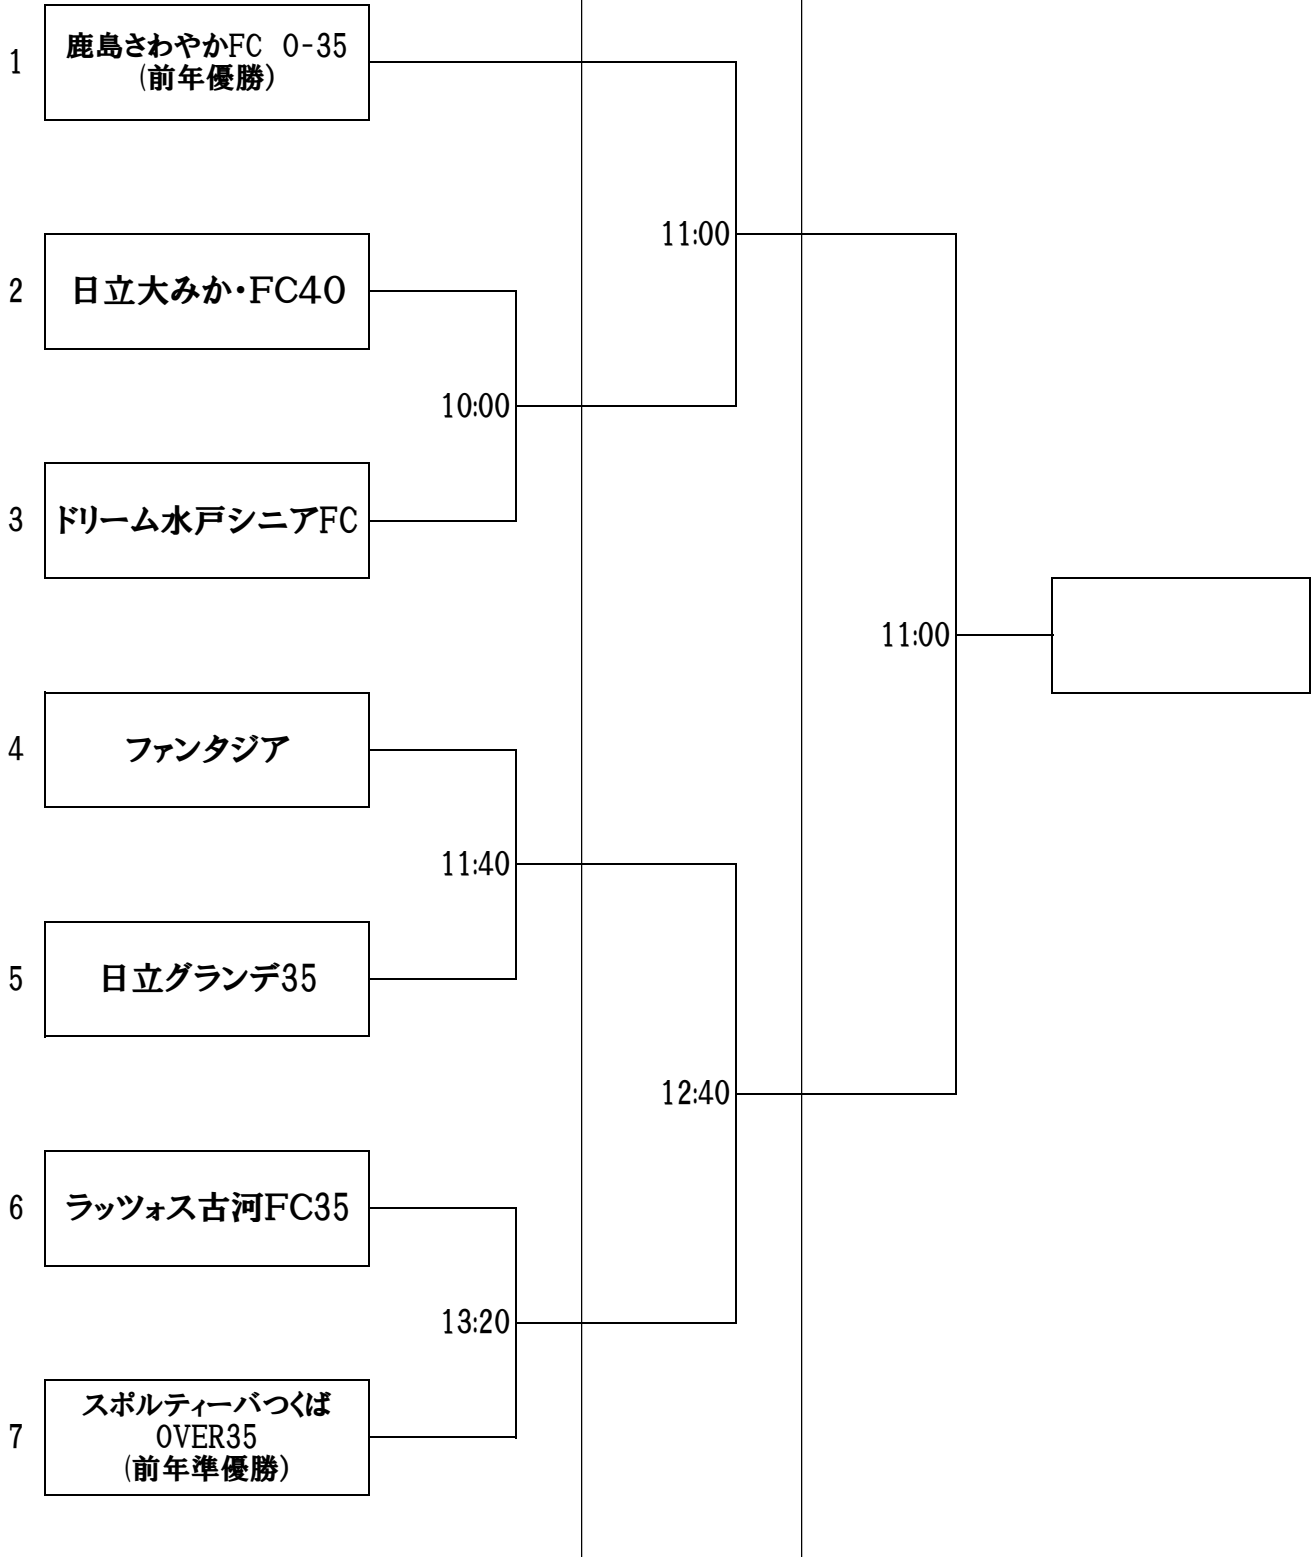 1
鹿島さわやかFC O-35
(前年優勝)
11:00
2
日立大みか・FC40
10:00
3
ドリーム水戸シニアFC
11:00
4
ファンタジア
11:40
5
日立グランデ35
12:40
6
ラッツォス古河FC35
13:20
7
スポルティーバつくば
OVER35
(前年準優勝)